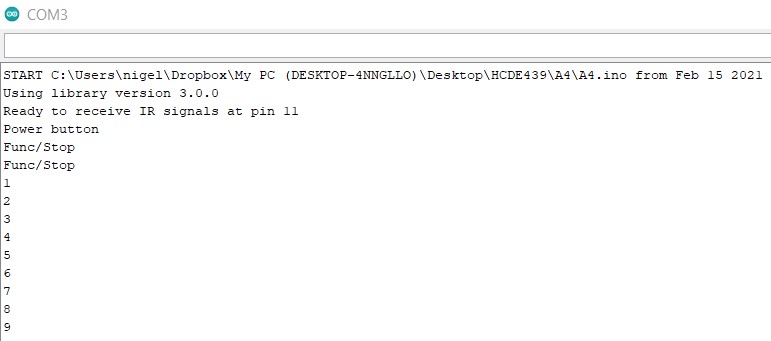 COM3
START C:\Users\nigel\Dropbox\My PC (DESKTOP-4NNGLLO)\Desktop\HCDE439\A4\A4.ino from Feb 15 2021
Using library version 3.0.0
Ready to receive IR signals at pin 11
Power button
Func/Stop
Func/Stop
1
2
3
4
5
6
7
8
9